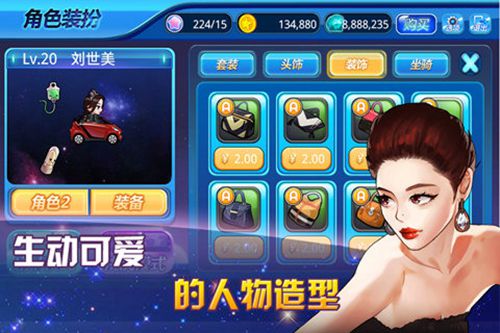 角色装扮
224/15
134,880
8,888,235
购买
Lv.20 刘世美
套装
头饰
装饰
坐骑
A A A A
¥ 2.00 ¥ 2.00 ¥ 2
A A A
角色2
装备
生动可爱
式
的人物造型